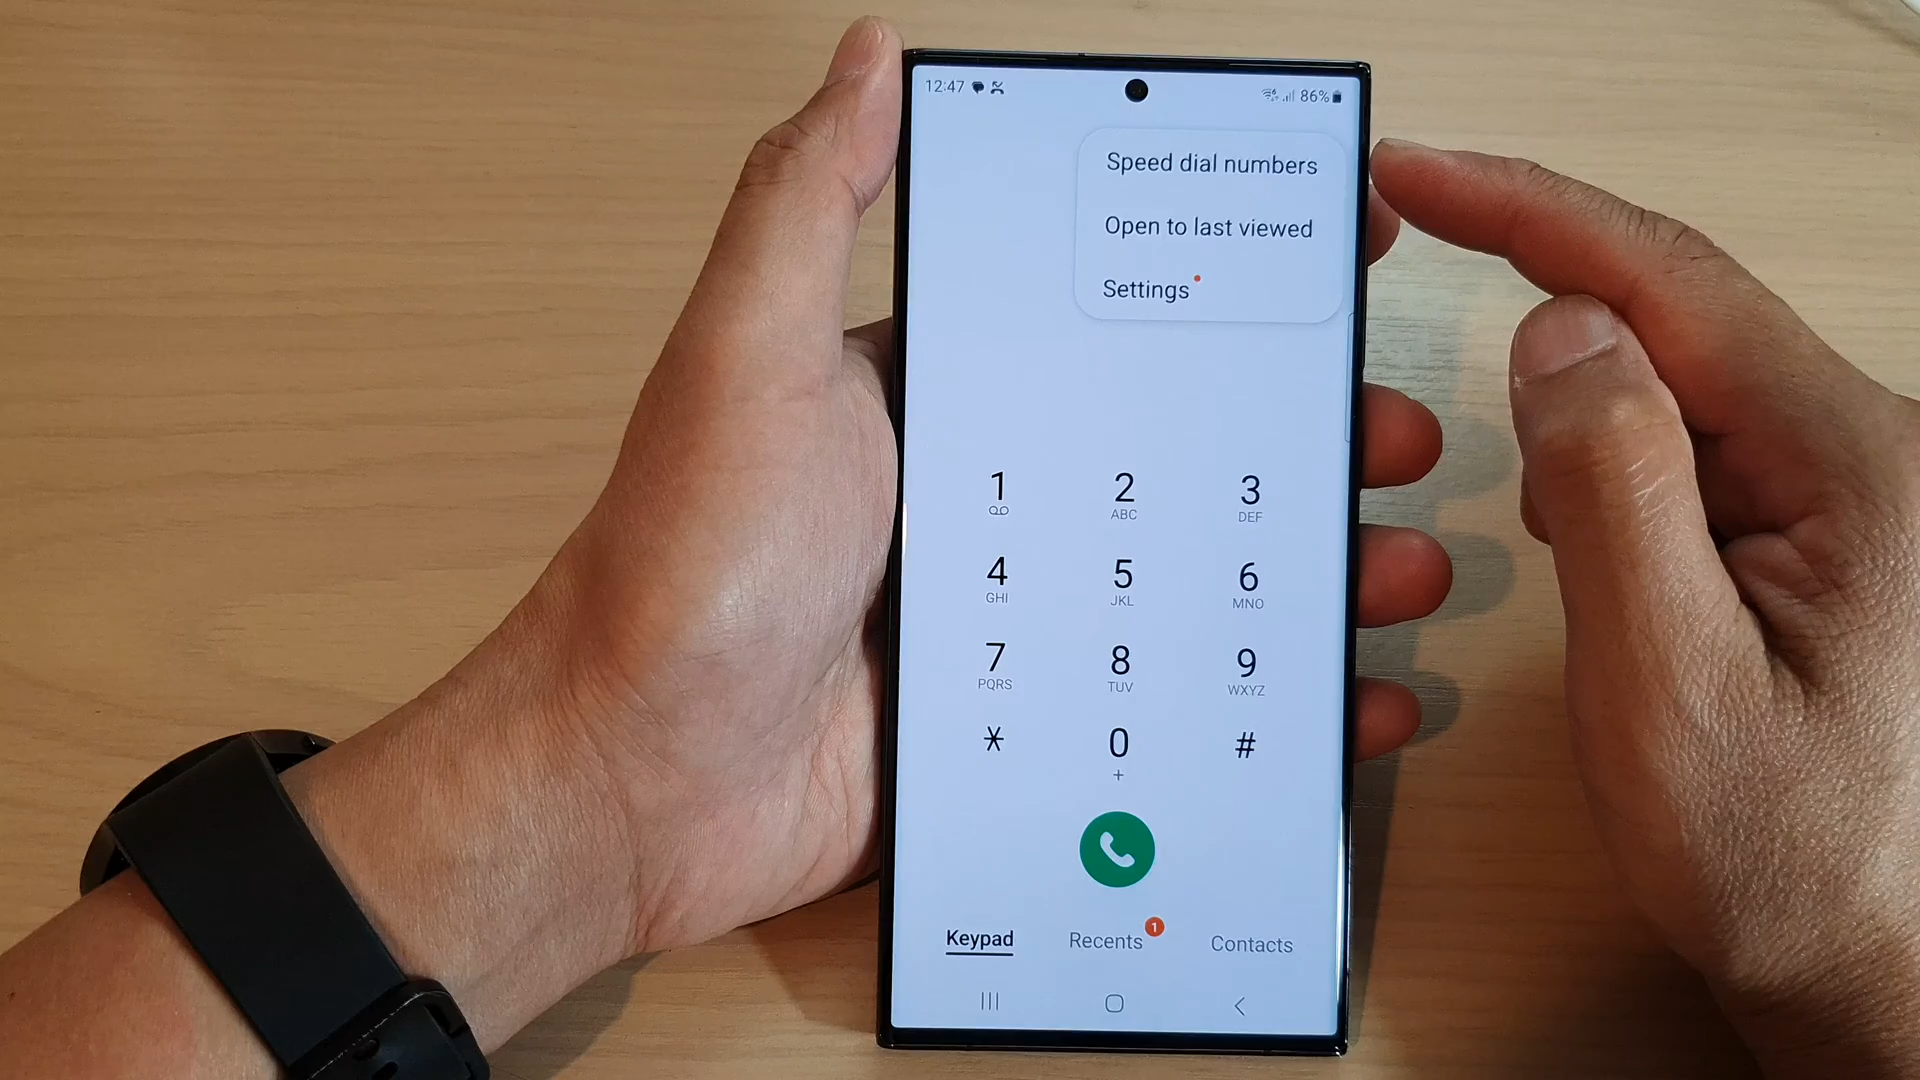 12:47 86%
Speed dial numbers
Open to last viewed
Settings
1 2 3
ABC DEF
4 5 6
GHI JKL MNO
7 8 9
PQRS TUV WXYZ
* 0 #
+
Keypad Recents 1 Contacts